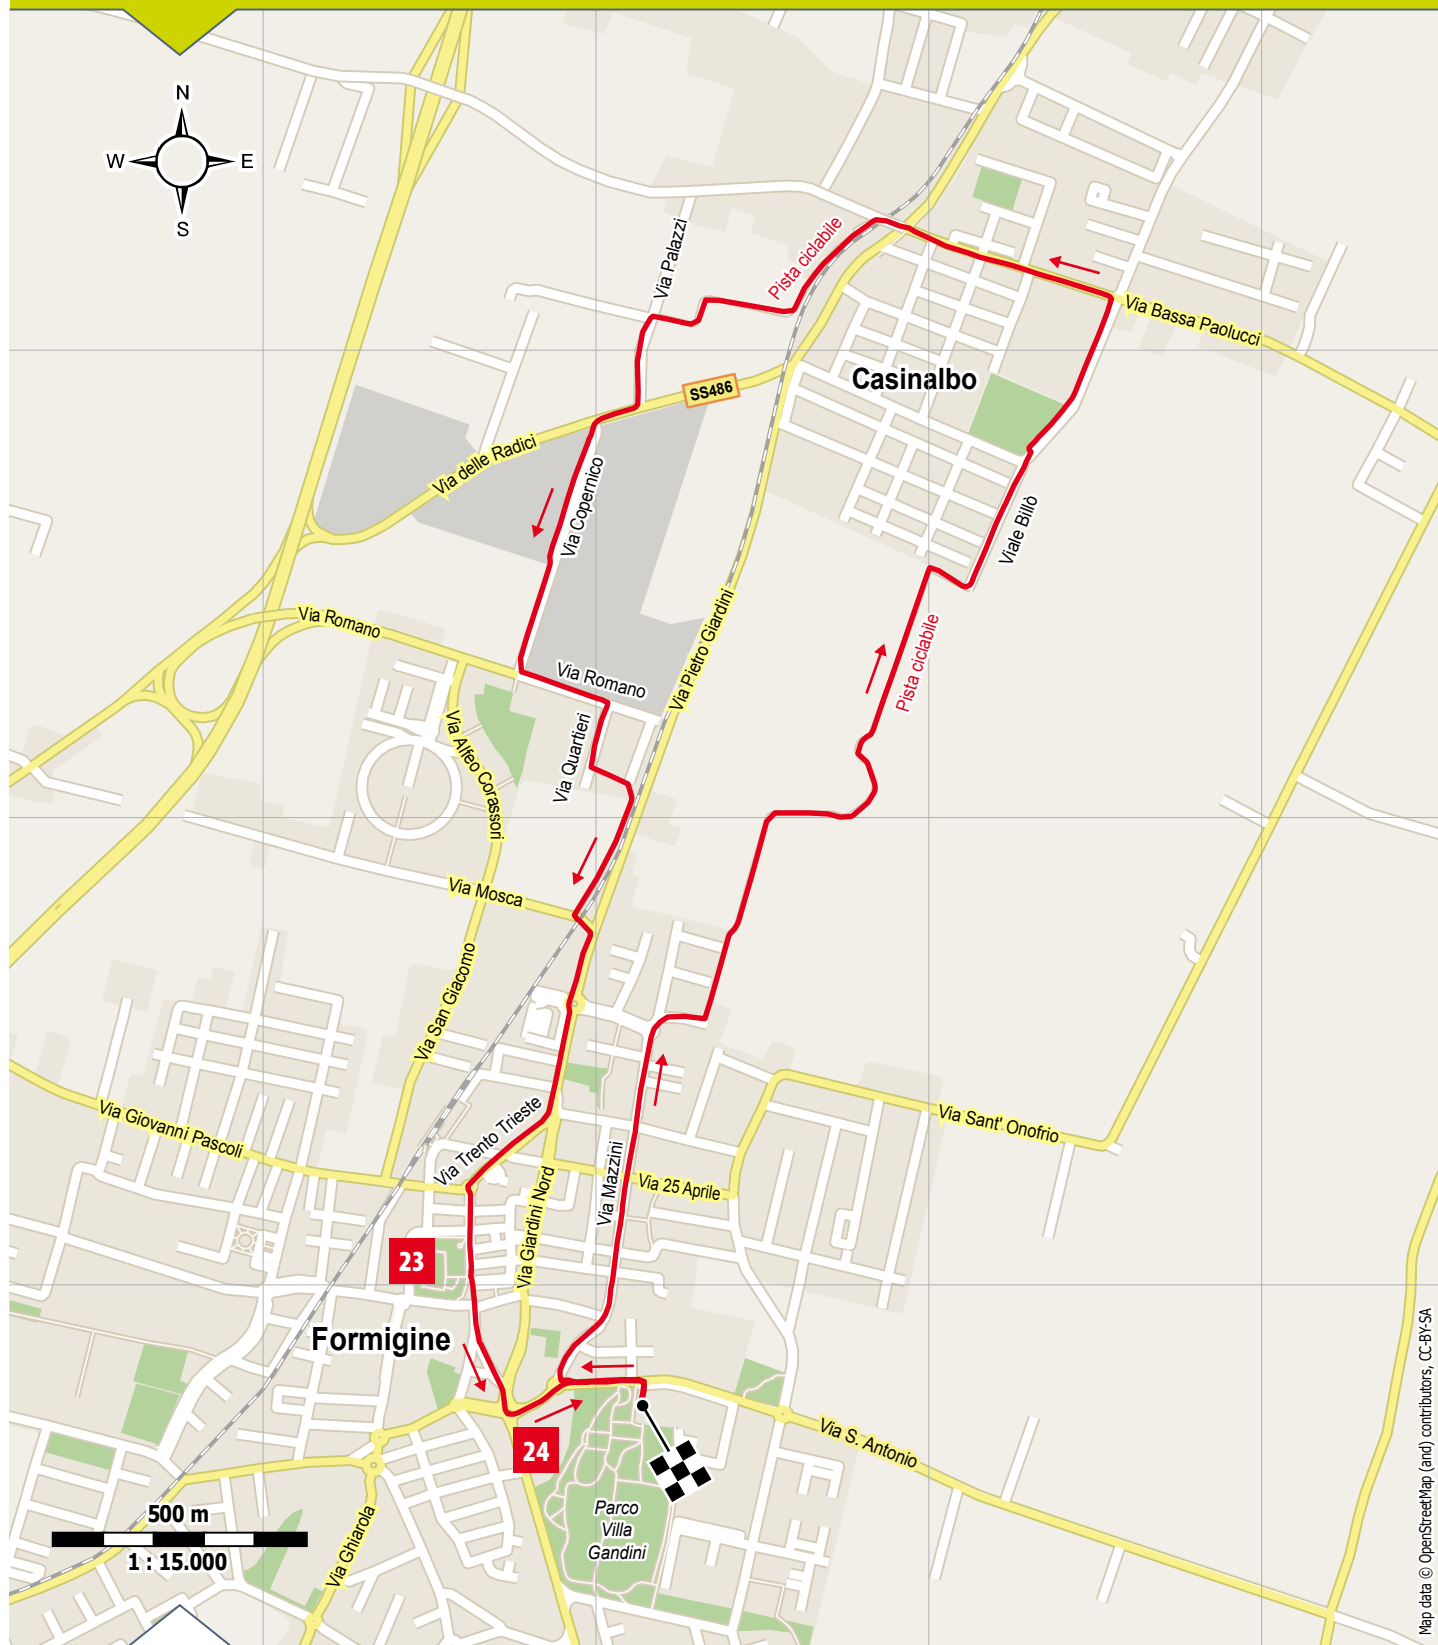 N
W
E
S
Via Palazzi
Pista ciclabile
Via Bassa Paolucci
SS486
Casinalbo
Via delle Radici
Via Copernico
Viale Billò
Via Romano
Via Pietro Giardini
Pista ciclabile
Via Romano
Via Alfeo Corassori
Via Quartieri
Via Mosca
Via San Giacomo
Via Giovanni Pascoli
Via Trento Trieste
Via Sant' Onofrio
Via Mazzini
Via 25 Aprile
Via Giardini Nord
23
Formigine
24
Via S. Antonio
Parco
Villa
Gandini
500 m
1 : 15.000
Via Ghiarola
Map data © OpenStreetMap (and) contributors, CC-BY-SA